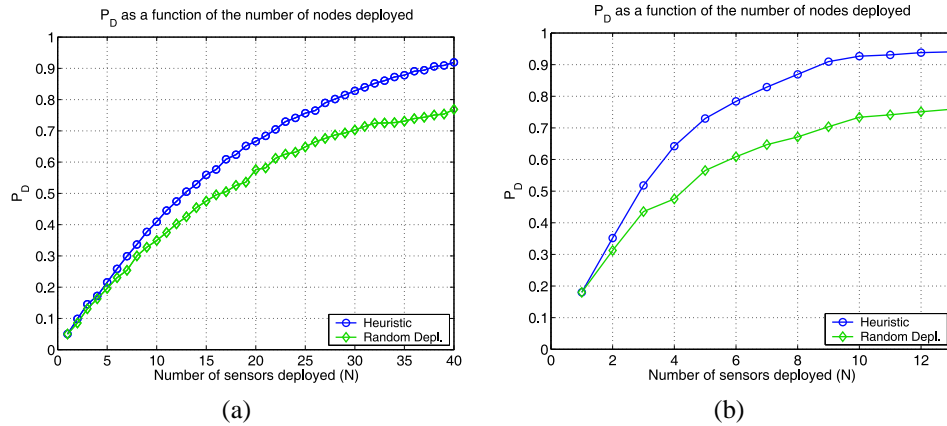 P_D as a function of the number of nodes deployed
1
0.9
0.8
0.7
0.6
0.5
0.4
0.3
0.2
0.1
0
P_D
0 5 10 15 20 25 30 35 40
Number of sensors deployed (N)
Heuristic
Random Depl.
(a)
P_D as a function of the number of nodes deployed
1
0.9
0.8
0.7
0.6
0.5
0.4
0.3
0.2
0.1
0
P_D
0 2 4 6 8 10 12
Number of sensors deployed (N)
Heuristic
Random Depl.
(b)